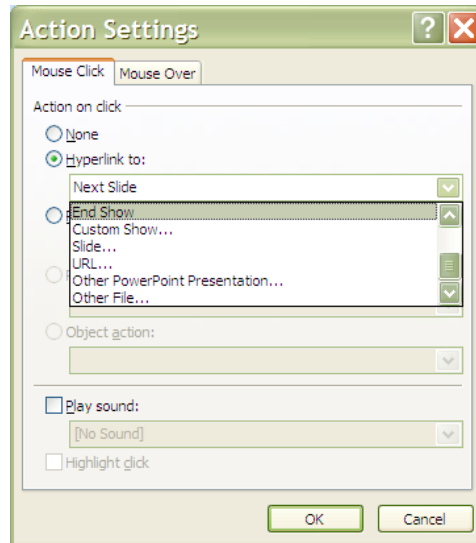 Action Settings
Mouse Click Mouse Over
Action on click
None
Hyperlink to:
Next Slide
End Show
Custom Show...
Slide...
URL...
Other PowerPoint Presentation...
Other File...
Object action:
Play sound:
[No Sound]
Highlight click
OK Cancel